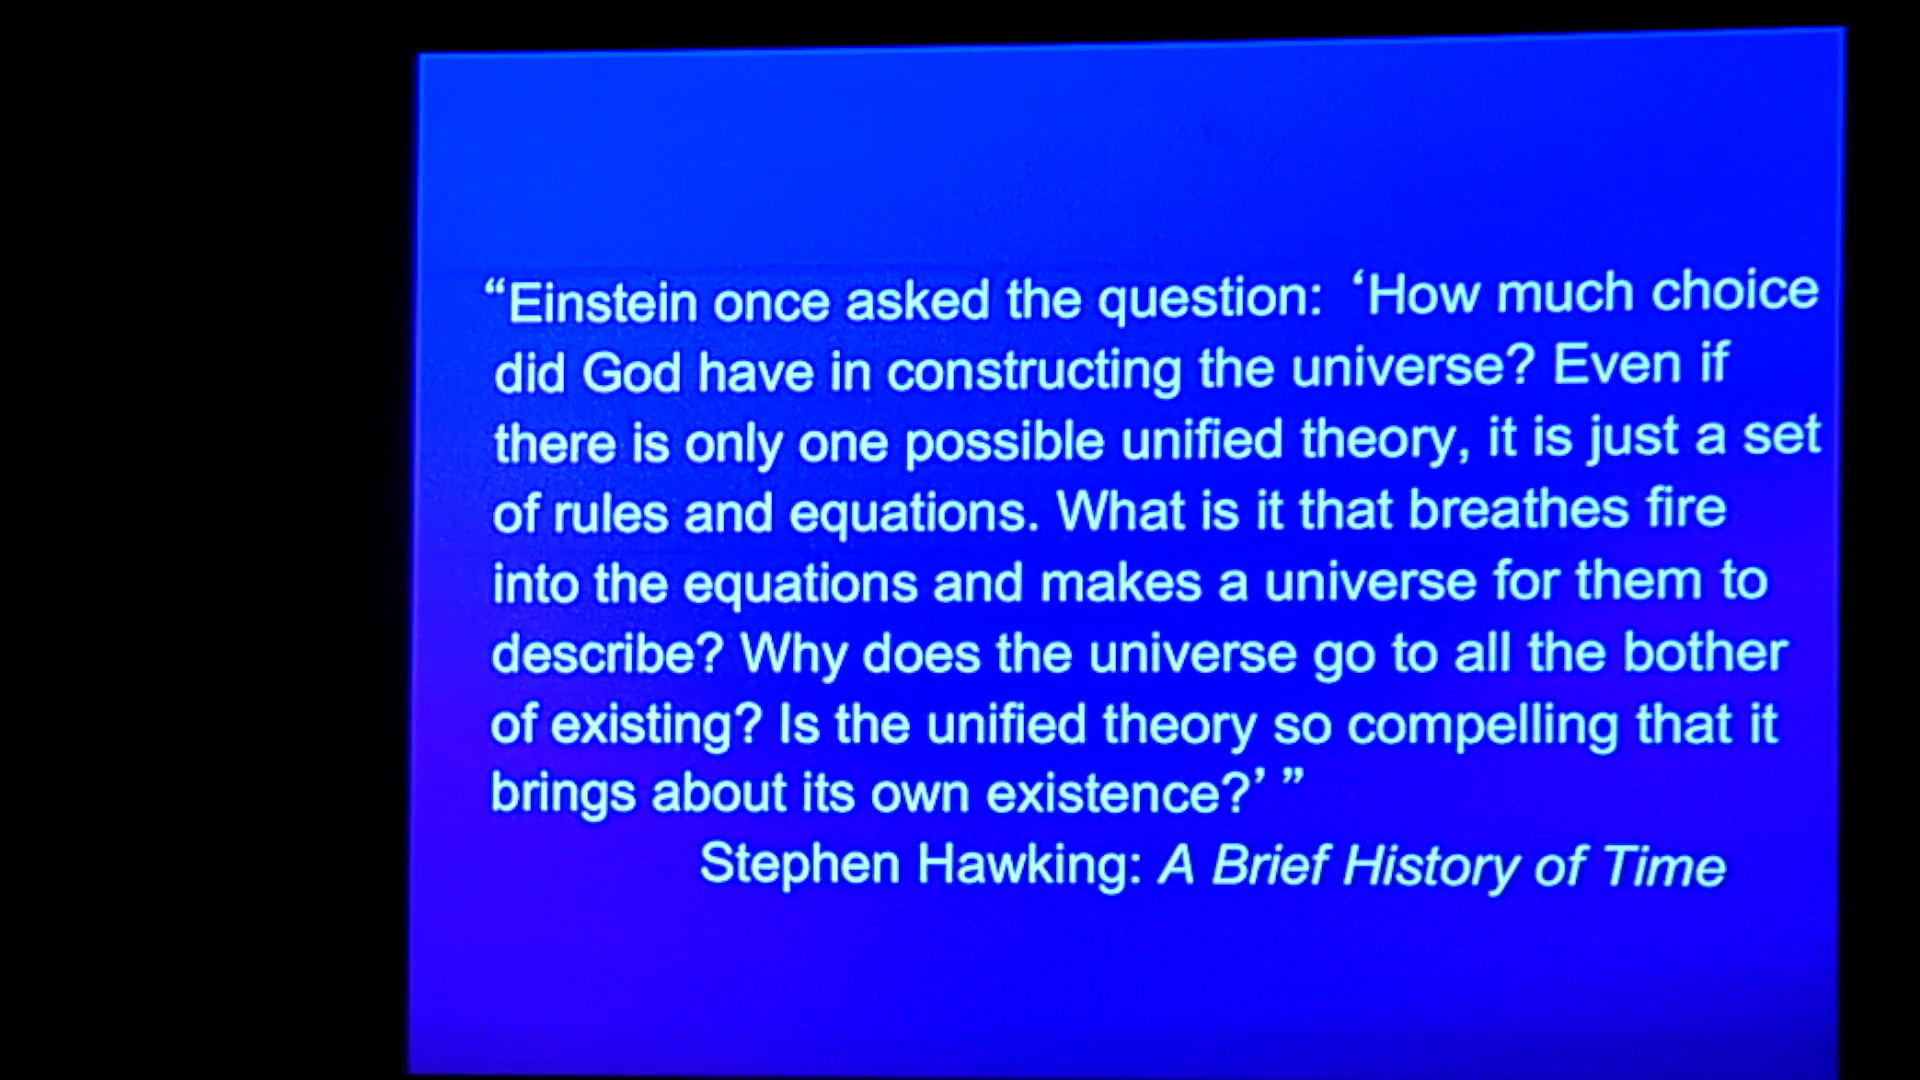 “Einstein once asked the question: ‘How much choice
did God have in constructing the universe? Even if
there is only one possible unified theory, it is just a set
of rules and equations. What is it that breathes fire
into the equations and makes a universe for them to
describe? Why does the universe go to all the bother
of existing? Is the unified theory so compelling that it
brings about its own existence?’ ”
Stephen Hawking: A Brief History of Time